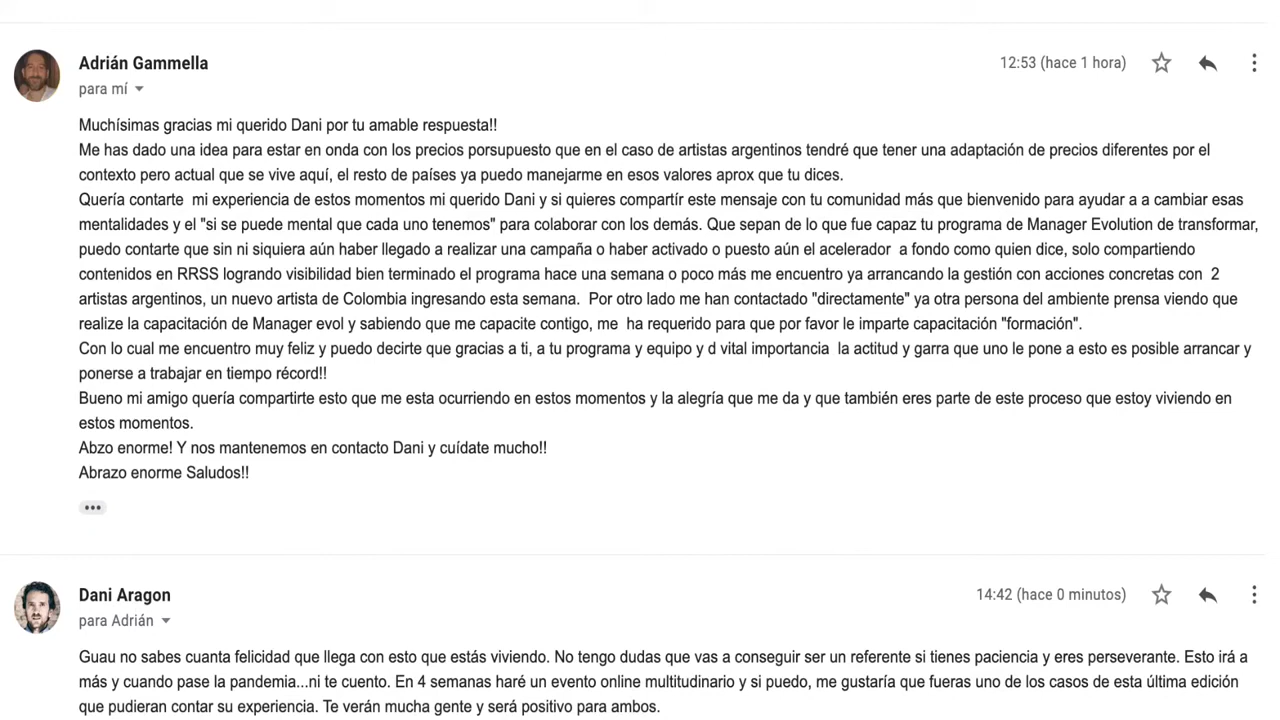 Adrián Gammella
12:53 (hace 1 hora)
para mí
Muchísimas gracias mi querido Dani por tu amable respuesta!!
Me has dado una idea para estar en onda con los precios porsupuesto que en el caso de artistas argentinos tendré que tener una adaptación de precios diferentes por el
contexto pero actual que se vive aquí, el resto de países ya puedo manejarme en esos valores aprox que tu dices.
Quería contarte mi experiencia de estos momentos mi querido Dani y si quieres compartír este mensaje con tu comunidad más que bienvenido para ayudar a a cambiar esas
mentalidades y el "si se puede mental que cada uno tenemos" para colaborar con los demás. Que sepan de lo que fue capaz tu programa de Manager Evolution de transformar,
puedo contarte que sin ni siquiera aún haber llegado a realizar una campaña o haber activado o puesto aún el acelerador a fondo como quien dice, solo compartiendo
contenidos en RRSS logrando visibilidad bien terminado el programa hace una semana o poco más me encuentro ya arrancando la gestión con acciones concretas con 2
artistas argentinos, un nuevo artista de Colombia ingresando esta semana. Por otro lado me han contactado "directamente" ya otra persona del ambiente prensa viendo que
realize la capacitación de Manager evol y sabiendo que me capacite contigo, me ha requerido para que por favor le imparte capacitación "formación".
Con lo cual me encuentro muy feliz y puedo decirte que gracias a ti, a tu programa y equipo y d vital importancia la actitud y garra que uno le pone a esto es posible arrancar y
ponerse a trabajar en tiempo récord!!
Bueno mi amigo quería compartirte esto que me esta ocurriendo en estos momentos y la alegría que me da y que también eres parte de este proceso que estoy viviendo en
estos momentos.
Abzo enorme! Y nos mantenemos en contacto Dani y cuídate mucho!!
Abrazo enorme Saludos!!
Dani Aragon
14:42 (hace 0 minutos)
para Adrián
Guau no sabes cuanta felicidad que llega con esto que estás viviendo. No tengo dudas que vas a conseguir ser un referente si tienes paciencia y eres perseverante. Esto irá a
más y cuando pase la pandemia...ni te cuento. En 4 semanas haré un evento online multitudinario y si puedo, me gustaría que fueras uno de los casos de esta última edición
que pudieran contar su experiencia. Te verán mucha gente y será positivo para ambos.